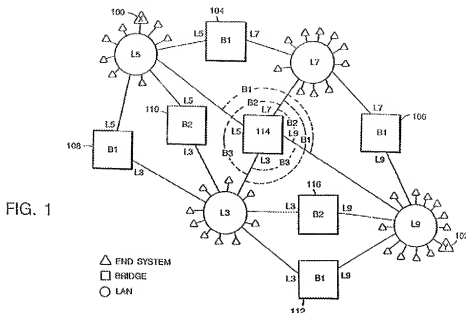 100
104
L5
B1
L7
L5
L7
L5
L5
110
B2
L3
108
B1
L3
B1
B2
L7
L5
114
B2
L9
B1
B3
L3
B3
L7
B1
106
L9
FIG. 1
116
L3
L3
B2
L9
L9
102
△ END SYSTEM
□ BRIDGE
○ LAN
L3
B1
L9
112